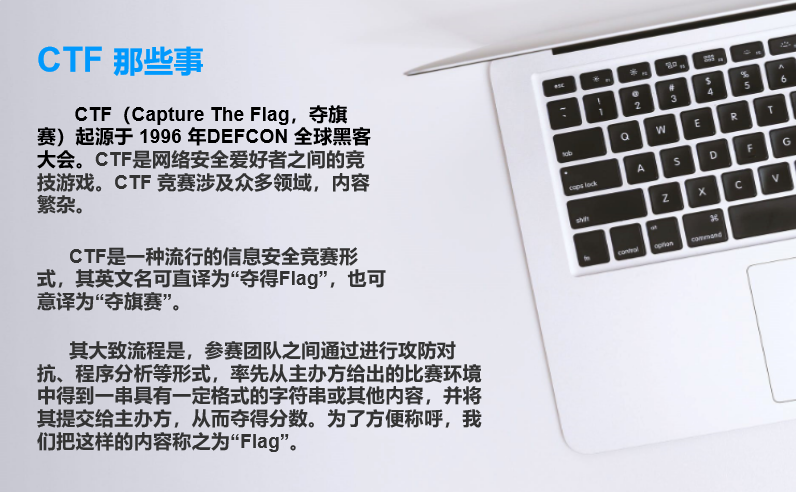 CTF 那些事
CTF（Capture The Flag，夺旗
赛）起源于 1996 年DEFCON 全球黑客
大会。CTF是网络安全爱好者之间的竞
技游戏。CTF 竞赛涉及众多领域，内容
繁杂。
CTF是一种流行的信息安全竞赛形
式，其英文名可直译为“夺得Flag”，也可
意译为“夺旗赛”。
其大致流程是，参赛团队之间通过进行攻防对
抗、程序分析等形式，率先从主办方给出的比赛环境
中得到一串具有一定格式的字符串或其他内容，并将
其提交给主办方，从而夺得分数。为了方便称呼，我
们把这样的内容称之为“Flag”。
esc
! 1 @ 2 # 3 $ 4 % 5 ^ 6
tab Q W E R T
caps lock A S D F G
shift Z X C V
fn control alt option ⌘ command